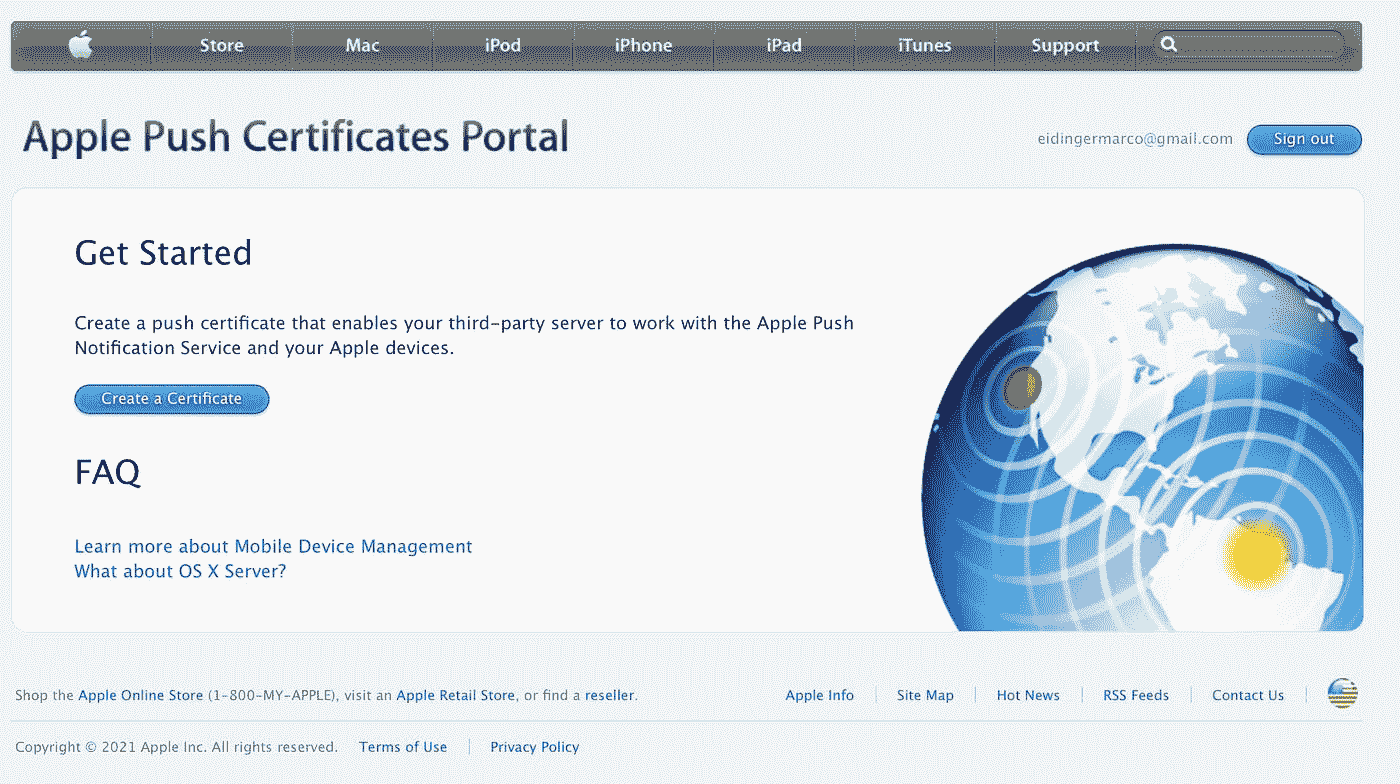 Store Mac iPod iPhone iPad iTunes Support
Apple Push Certificates Portal
eidingermarco@gmail.com Sign out
Get Started
Create a push certificate that enables your third-party server to work with the Apple Push
Notification Service and your Apple devices.
Create a Certificate
FAQ
Learn more about Mobile Device Management
What about OS X Server?
Shop the Apple Online Store (1-800-MY-APPLE), visit an Apple Retail Store, or find a reseller.
Apple Info Site Map Hot News RSS Feeds Contact Us
Copyright © 2021 Apple Inc. All rights reserved. Terms of Use Privacy Policy